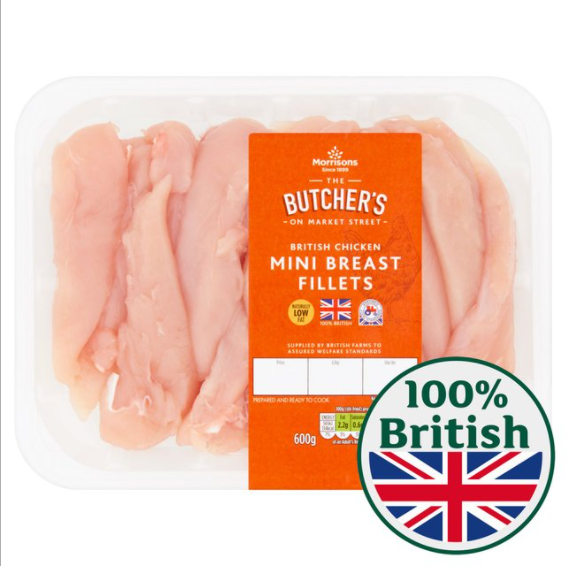 Morrisons
Since 1899
THE
BUTCHER'S
ON MARKET STREET
BRITISH CHICKEN
MINI BREAST
FILLETS
NATURALLY
LOW
FAT
100% BRITISH
SUPPLIED BY BRITISH FARMS TO
ASSURED WELFARE STANDARDS
PREPARED AND READY TO COOK
600g
Fat
2.2g
100%
British